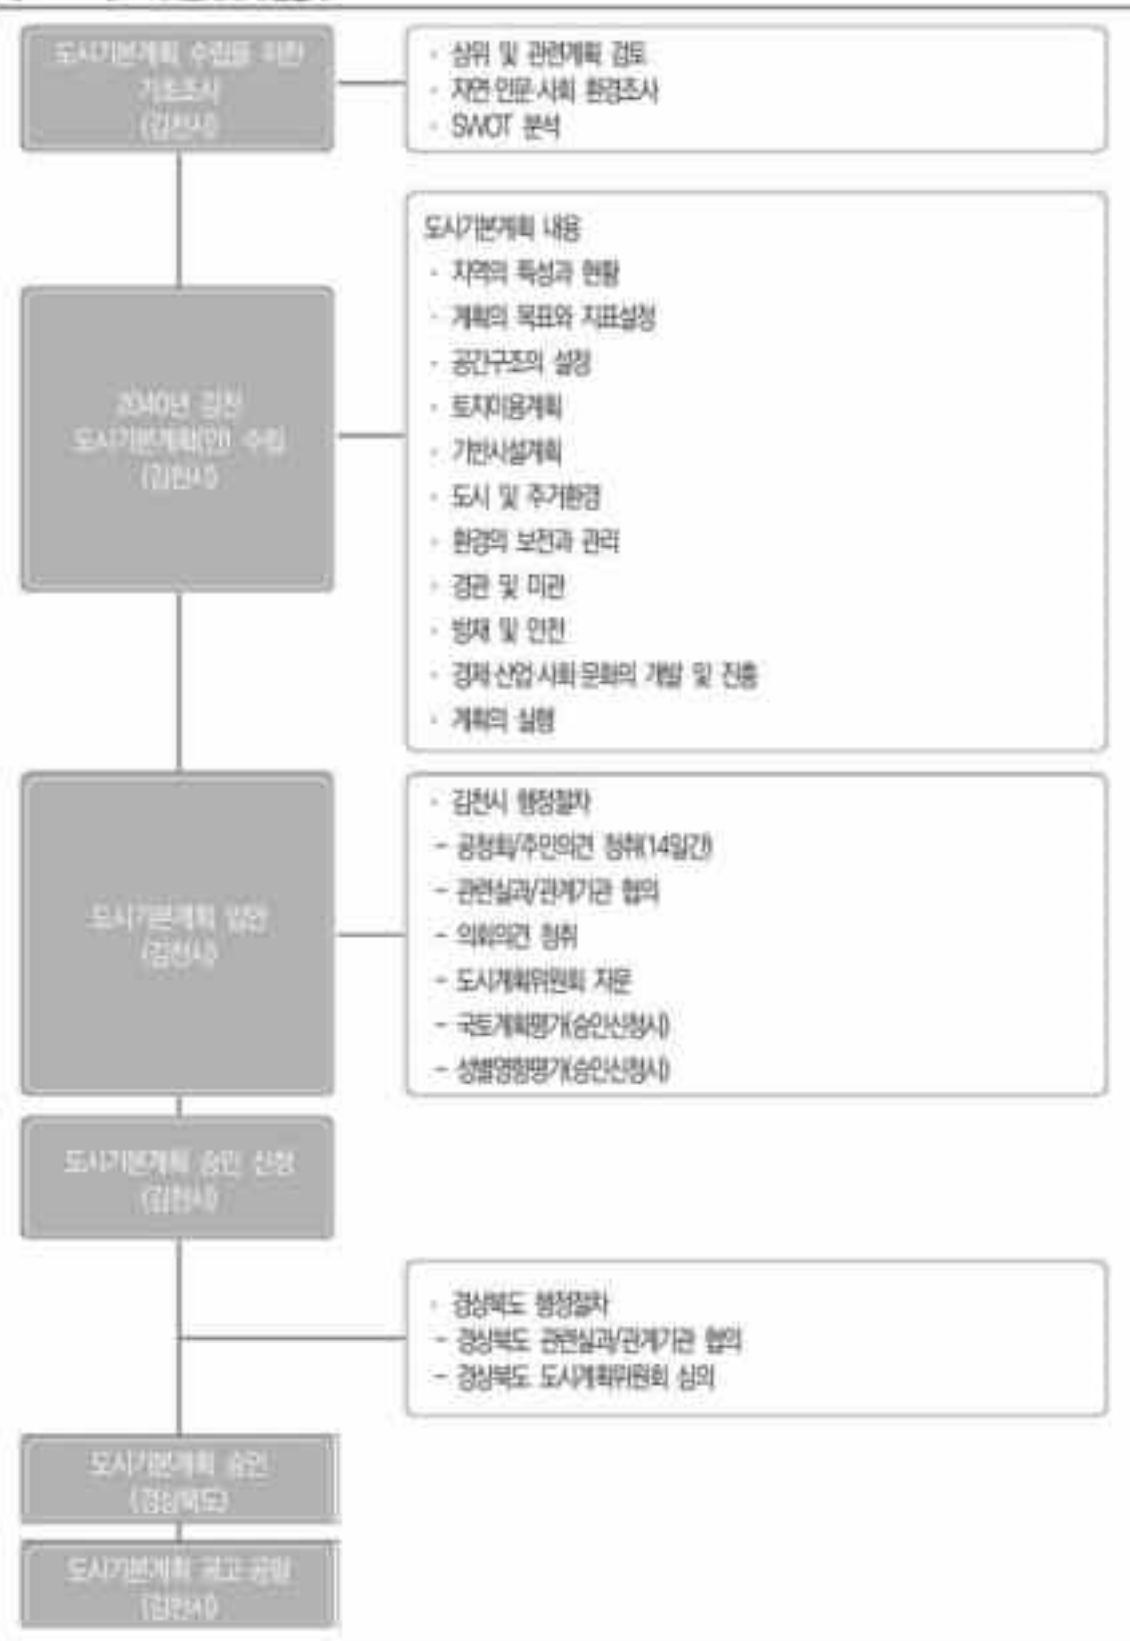 도시기본계획 수립을 위한
기초조사
(김천시)
· 상위 및 관련계획 검토
· 자연·인문·사회 환경조사
· SWOT 분석
도시기본계획 내용
· 지역의 특성과 현황
· 계획의 목표와 지표설정
· 공간구조의 설정
· 토지이용계획
· 기반시설계획
· 도시 및 주거환경
· 환경의 보전과 관리
· 경관 및 미관
· 방재 및 안전
· 경제·산업·사회·문화의 개발 및 진흥
· 계획의 실행
2040년 김천
도시기본계획(안) 수립
(김천시)
도시기본계획 입안
(김천시)
· 김천시 행정절차
- 공청회/주민의견 청취(14일간)
- 관련실과/관계기관 협의
- 의회의견 청취
- 도시계획위원회 자문
- 국토계획평가(승인신청시)
- 성별영향평가(승인신청시)
도시기본계획 승인 신청
(김천시)
· 경상북도 행정절차
- 경상북도 관련실과/관계기관 협의
- 경상북도 도시계획위원회 심의
도시기본계획 승인
(경상북도)
도시기본계획 공고·공람
(김천시)